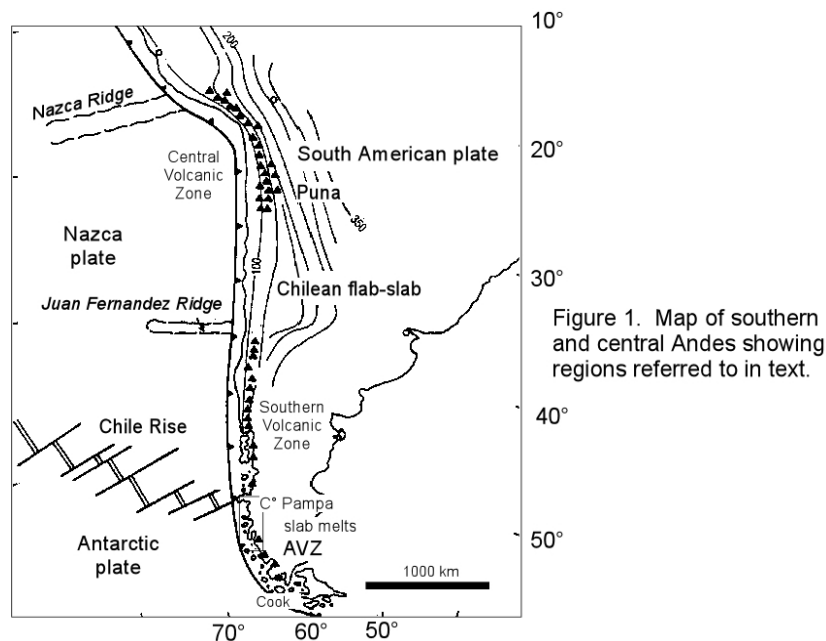 10°
200
Nazca Ridge
South American plate
20°
Central
Volcanic
Zone
Puna
350
Nazca
plate
100
Chilean flab-slab
30°
Juan Fernandez Ridge
Figure 1. Map of southern
and central Andes showing
regions referred to in text.
Southern
Volcanic
Zone
40°
Chile Rise
C° Pampa
slab melts
AVZ
50°
Antarctic
plate
1000 km
Cook
70°
60°
50°